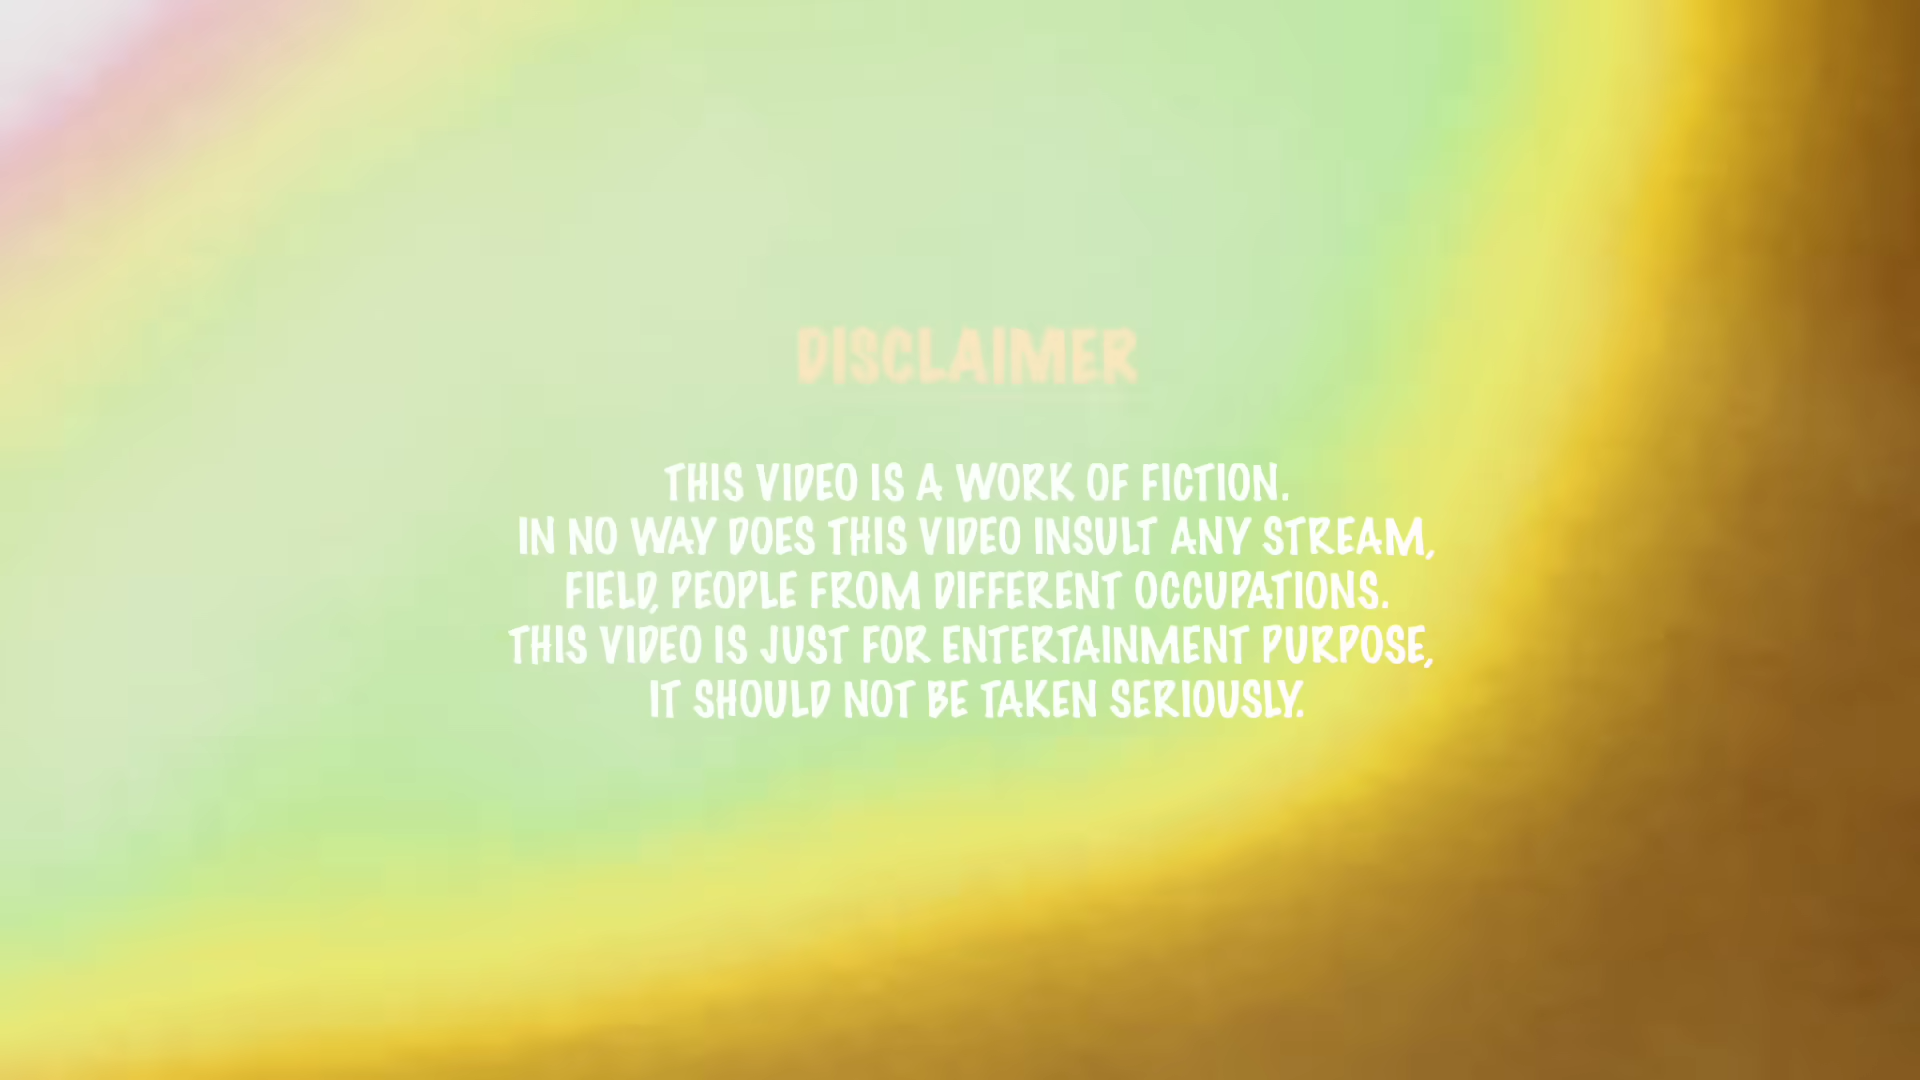 DISCLAIMER
THIS VIDEO IS A WORK OF FICTION.
IN NO WAY DOES THIS VIDEO INSULT ANY STREAM,
FIELD, PEOPLE FROM DIFFERENT OCCUPATIONS.
THIS VIDEO IS JUST FOR ENTERTAINMENT PURPOSE,
IT SHOULD NOT BE TAKEN SERIOUSLY.